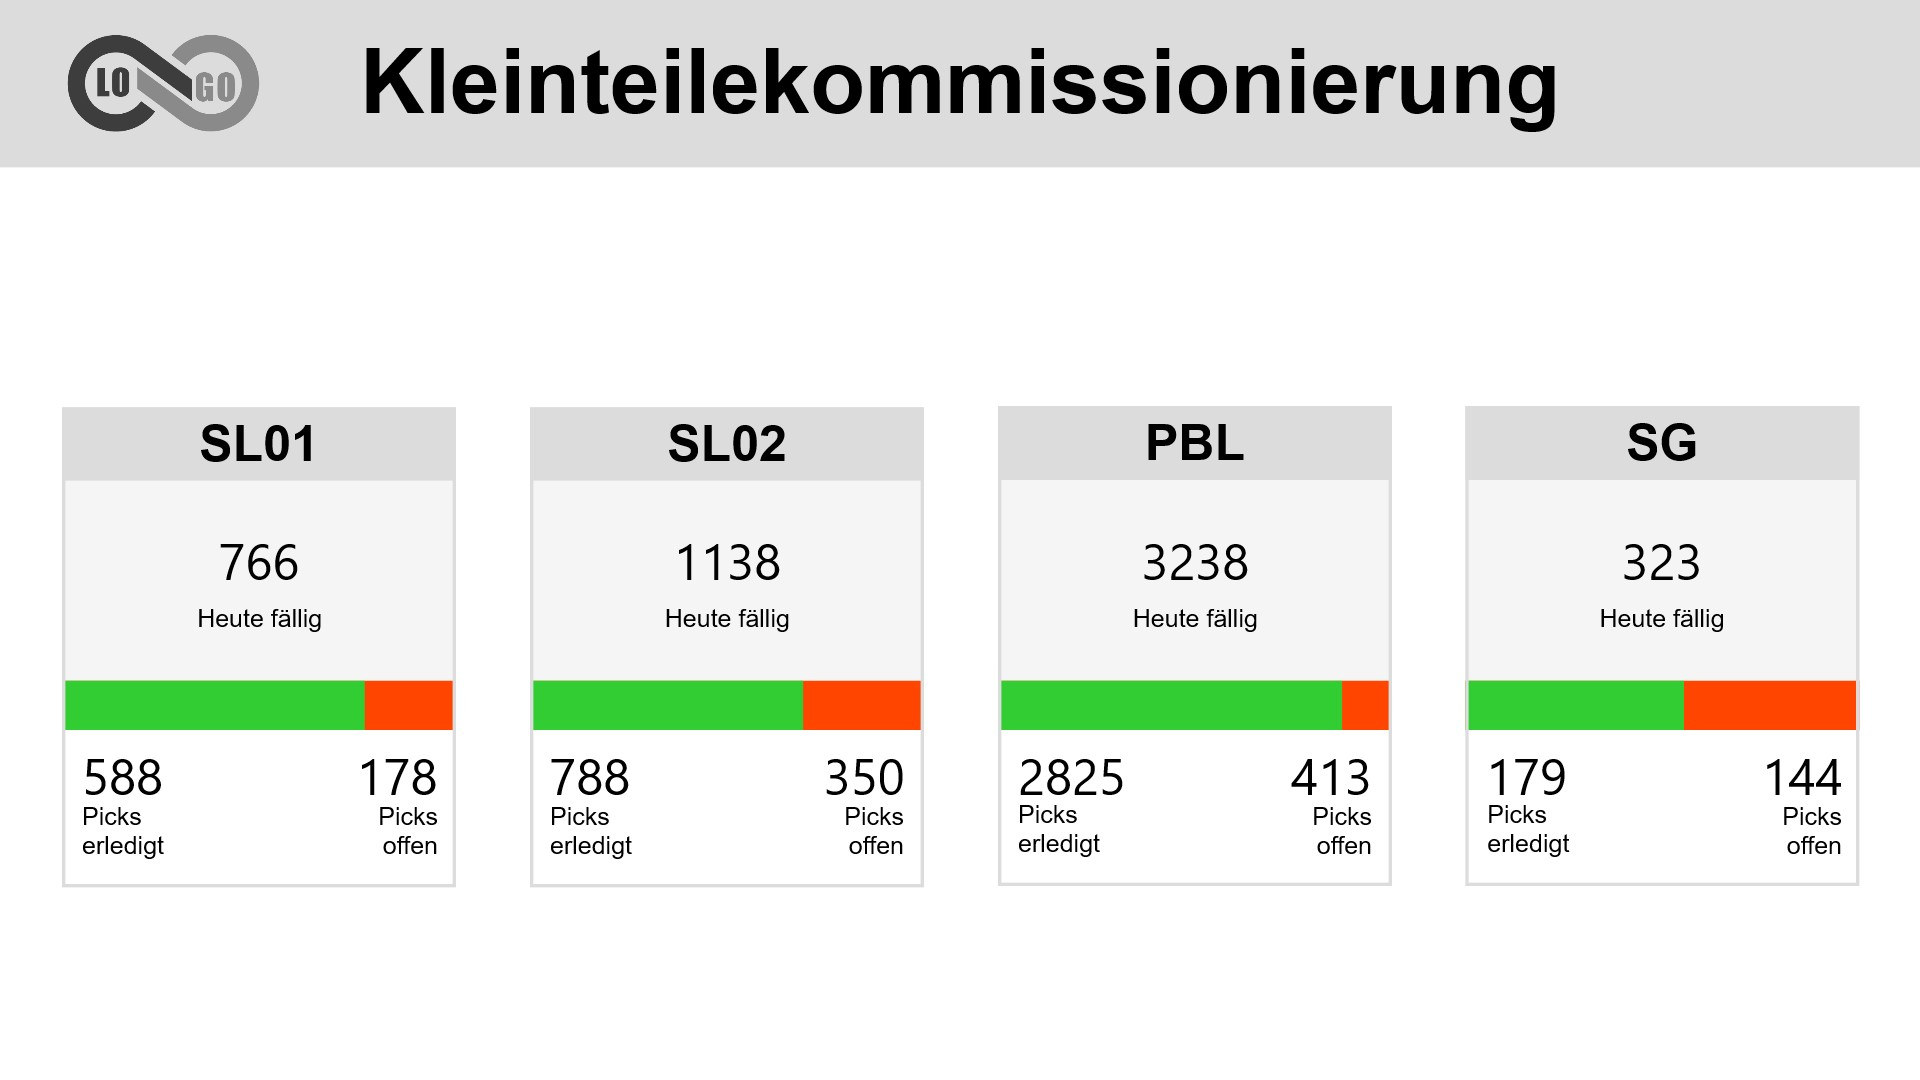 LO GO
Kleinteilekommissionierung
SL01
766
Heute fällig
588
Picks
erledigt
178
Picks
offen
SL02
1138
Heute fällig
788
Picks
erledigt
350
Picks
offen
PBL
3238
Heute fällig
2825
Picks
erledigt
413
Picks
offen
SG
323
Heute fällig
179
Picks
erledigt
144
Picks
offen